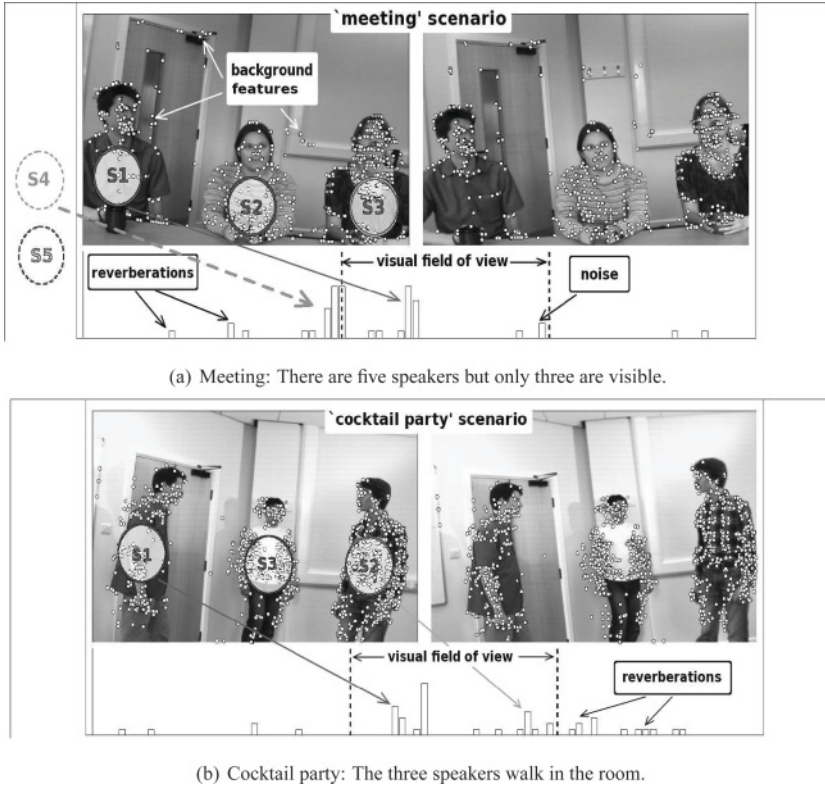 `meeting' scenario
background
features
S1
S2
S3
S4
S5
reverberations
visual field of view
noise
(a) Meeting: There are five speakers but only three are visible.
`cocktail party' scenario
S1
S3
S2
visual field of view
reverberations
(b) Cocktail party: The three speakers walk in the room.